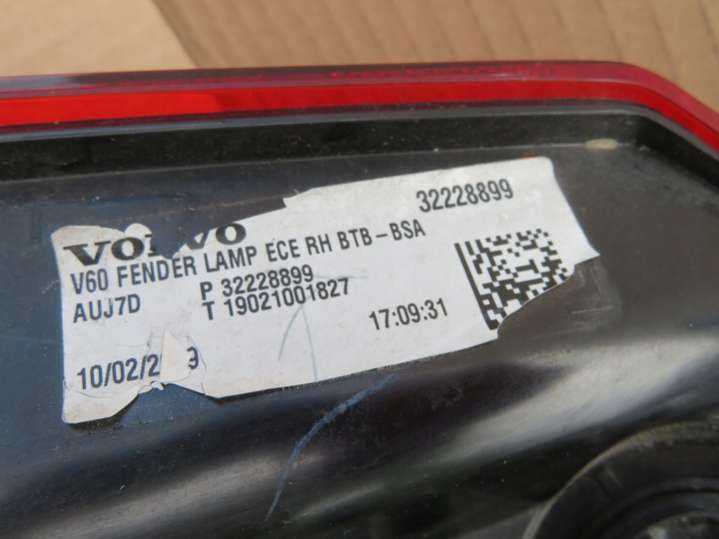 32228899
VOLVO
V60 FENDER LAMP ECE RH BTB-BSA
AUJ7D P 32228899
T 19021001827
17:09:31